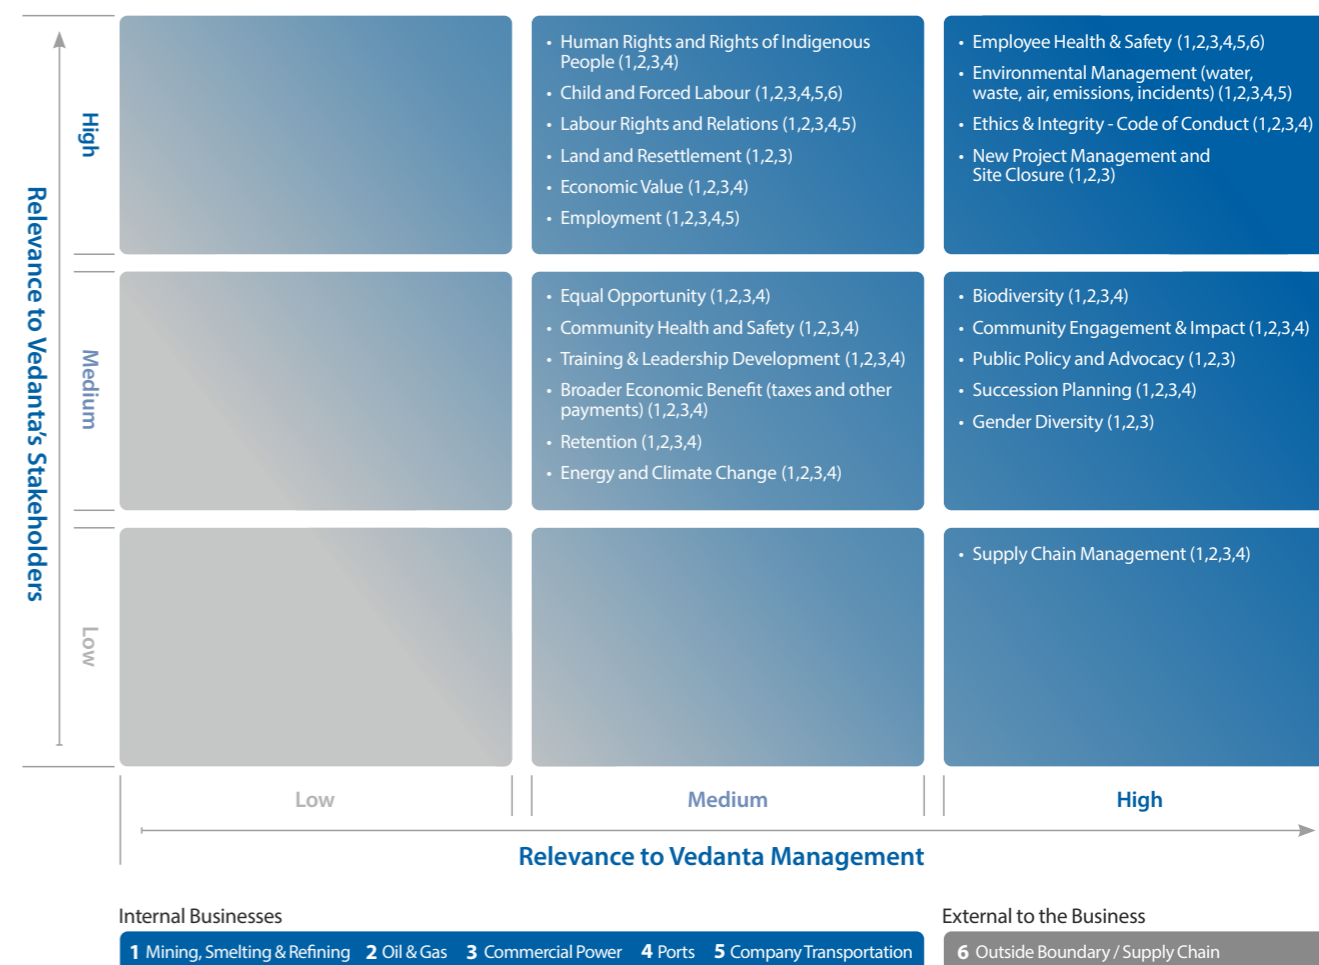 Relevance to Vedanta's Stakeholders
High
• Human Rights and Rights of Indigenous
People (1,2,3,4)
• Child and Forced Labour (1,2,3,4,5,6)
• Labour Rights and Relations (1,2,3,4,5)
• Land and Resettlement (1,2,3)
• Economic Value (1,2,3,4)
• Employment (1,2,3,4,5)
• Employee Health & Safety (1,2,3,4,5,6)
• Environmental Management (water,
waste, air, emissions, incidents) (1,2,3,4,5)
• Ethics & Integrity - Code of Conduct (1,2,3,4)
• New Project Management and
Site Closure (1,2,3)
Medium
• Equal Opportunity (1,2,3,4)
• Community Health and Safety (1,2,3,4)
• Training & Leadership Development (1,2,3,4)
• Broader Economic Benefit (taxes and other
payments) (1,2,3,4)
• Retention (1,2,3,4)
• Energy and Climate Change (1,2,3,4)
• Biodiversity (1,2,3,4)
• Community Engagement & Impact (1,2,3,4)
• Public Policy and Advocacy (1,2,3)
• Succession Planning (1,2,3,4)
• Gender Diversity (1,2,3)
Low
• Supply Chain Management (1,2,3,4)
Low
Medium
High
Relevance to Vedanta Management
Internal Businesses
1 Mining, Smelting & Refining 2 Oil & Gas 3 Commercial Power 4 Ports 5 Company Transportation
External to the Business
6 Outside Boundary / Supply Chain